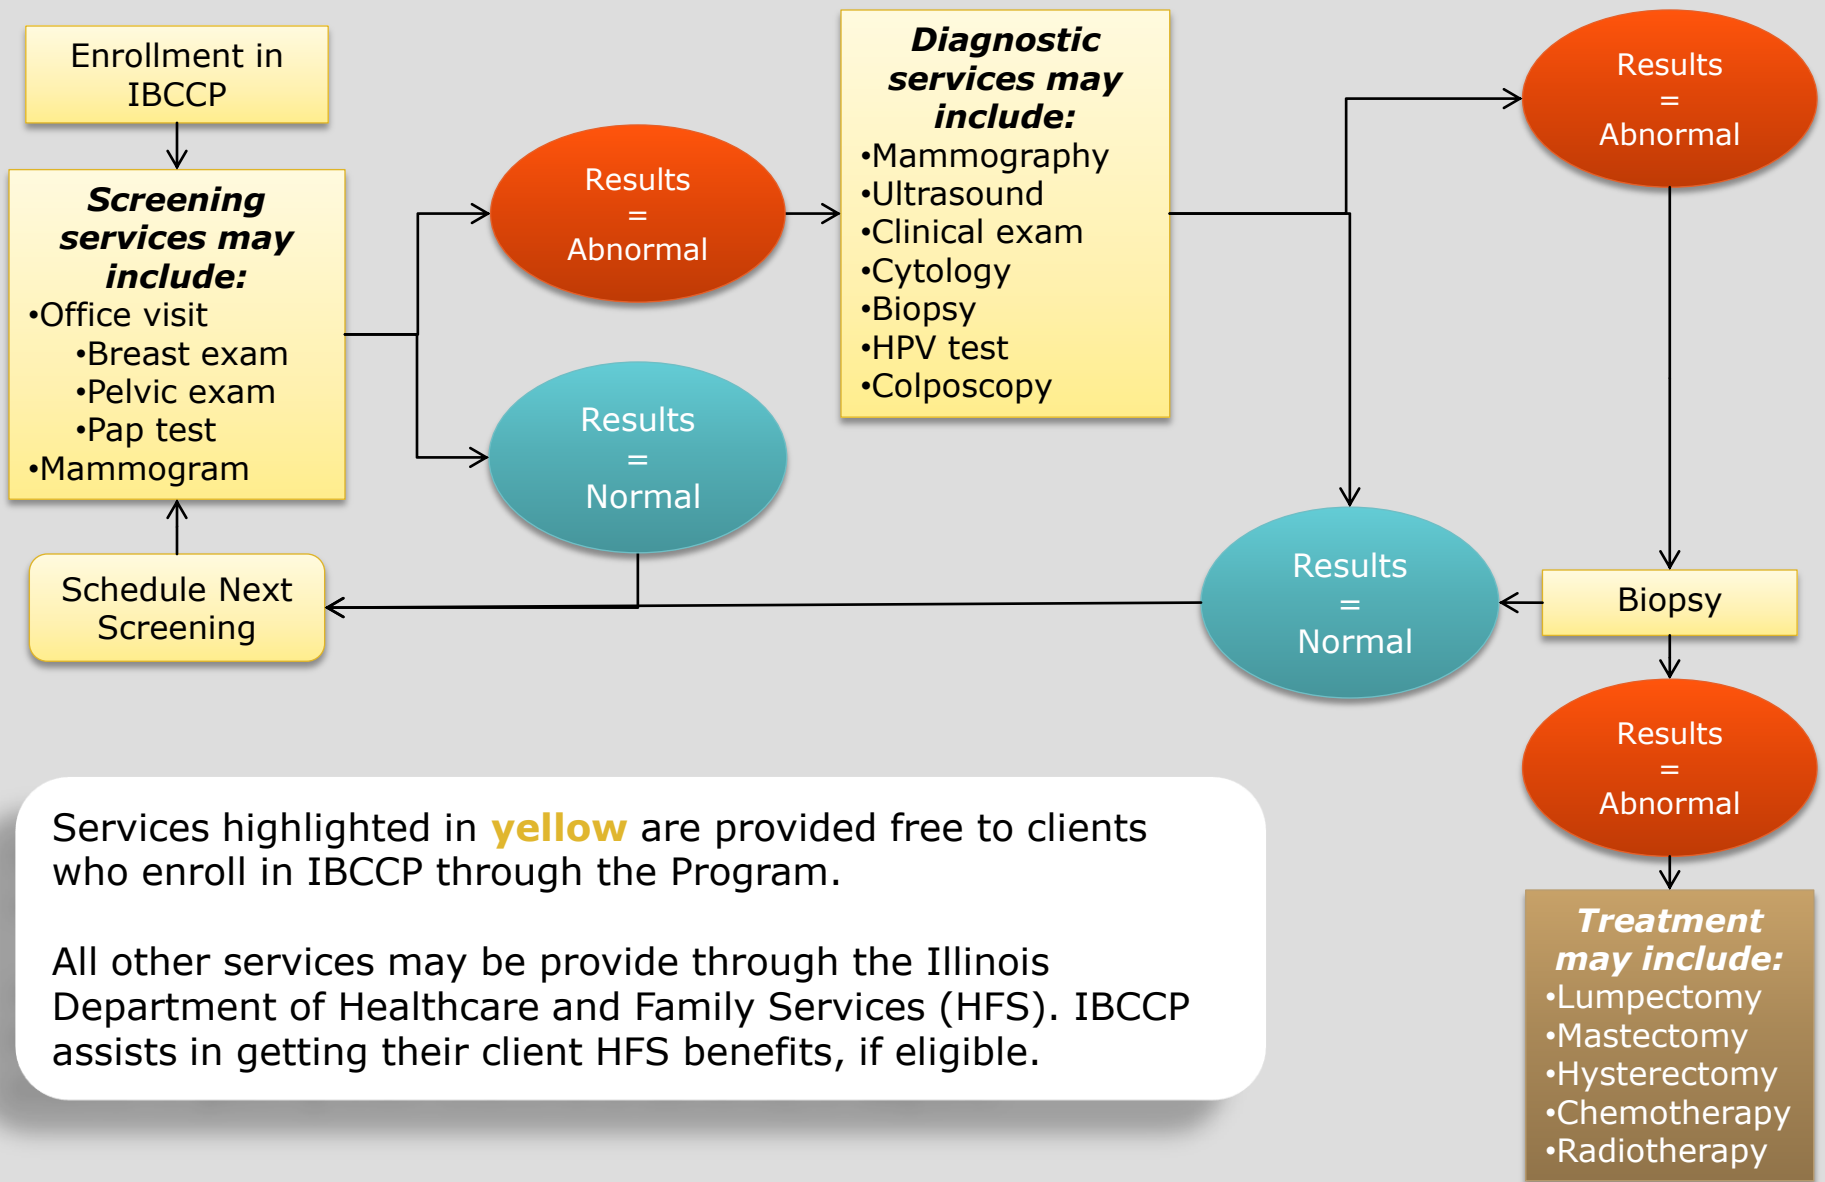 Enrollment in
IBCCP
Screening
services may
include:
•Office visit
•Breast exam
•Pelvic exam
•Pap test
•Mammogram
Schedule Next
Screening
Results
=
Abnormal
Results
=
Normal
Diagnostic
services may
include:
•Mammography
•Ultrasound
•Clinical exam
•Cytology
•Biopsy
•HPV test
•Colposcopy
Results
=
Abnormal
Results
=
Normal
Biopsy
Results
=
Abnormal
Treatment
may include:
•Lumpectomy
•Mastectomy
•Hysterectomy
•Chemotherapy
•Radiotherapy
Services highlighted in yellow are provided free to clients
who enroll in IBCCP through the Program.
All other services may be provide through the Illinois
Department of Healthcare and Family Services (HFS). IBCCP
assists in getting their client HFS benefits, if eligible.